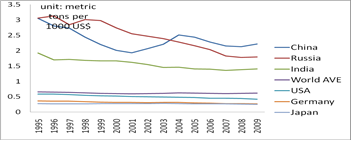 unit: metric
tons per
1000 US$
3.5
3
2.5
2
1.5
1
0.5
0
1995
1996
1997
1998
1999
2000
2001
2002
2003
2004
2005
2006
2007
2008
2009
China
Russia
India
World AVE
USA
Germany
Japan